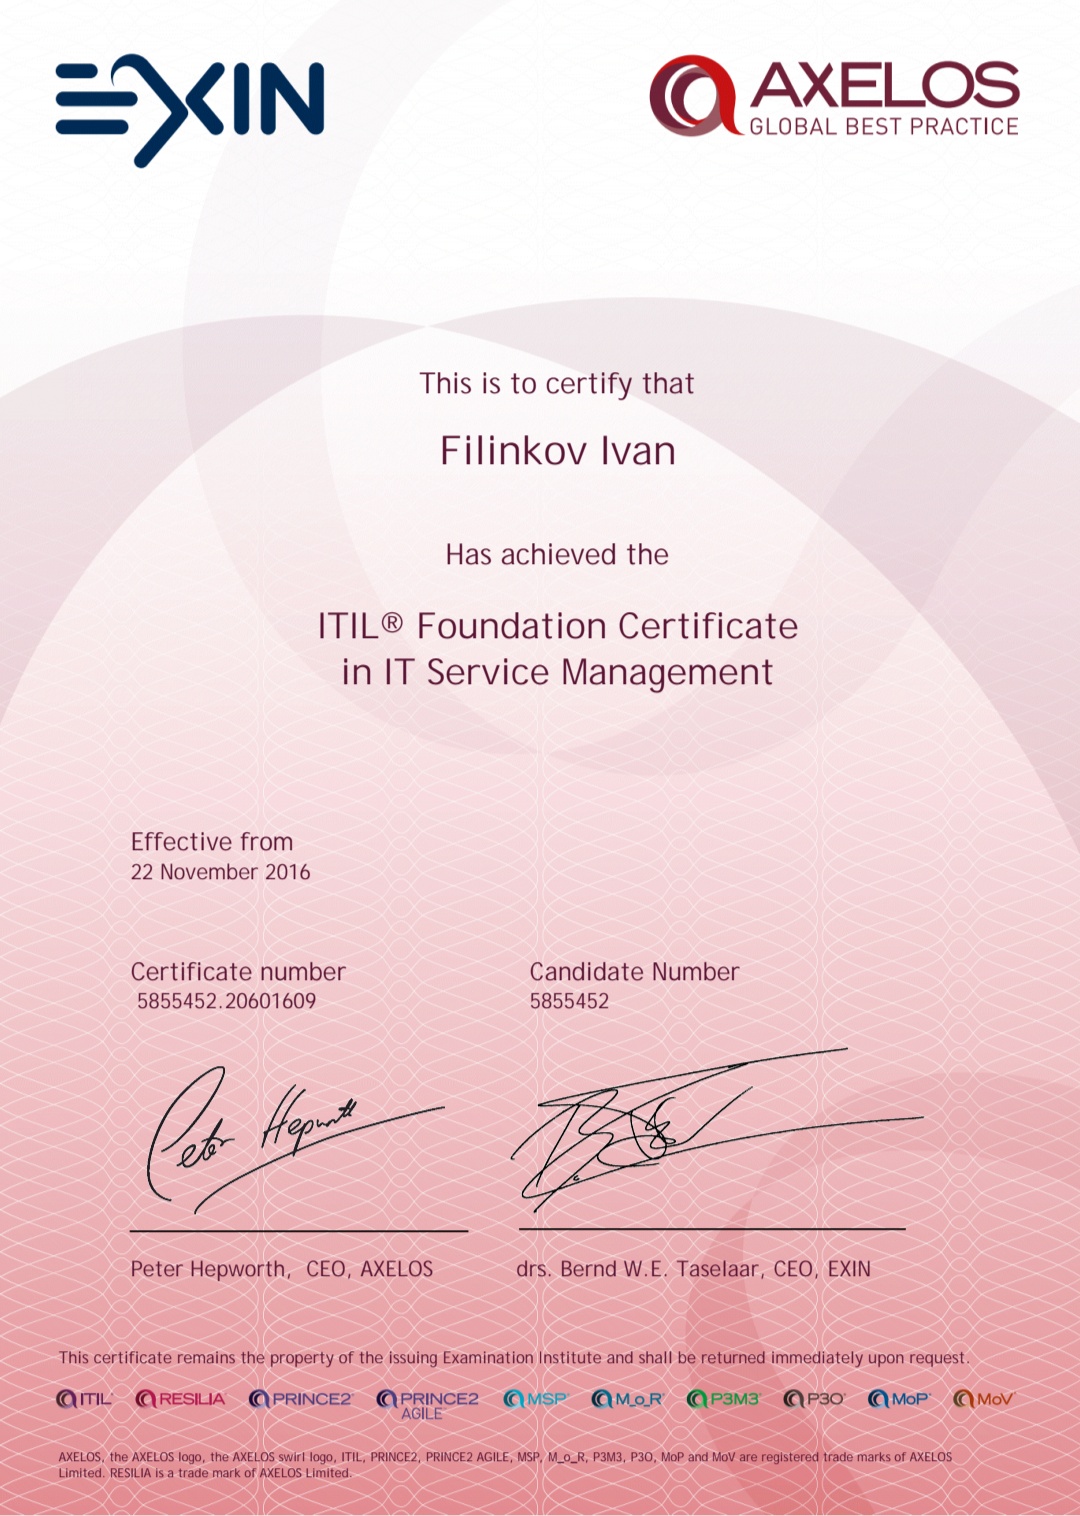 EXIN
AXELOS
GLOBAL BEST PRACTICE
This is to certify that
Filinkov Ivan
Has achieved the
ITIL® Foundation Certificate
in IT Service Management
Effective from
22 November 2016
Certificate number
5855452.20601609
Candidate Number
5855452
Peter Hepworth
Peter Hepworth, CEO, AXELOS
drs. Bernd W.E. Taselaar, CEO, EXIN
This certificate remains the property of the issuing Examination Institute and shall be returned immediately upon request.
ITIL® RESILIA™ PRINCE2® PRINCE2 AGILE® MSP® M_o_R® P3M3® P3O® MoP® MoV®
AXELOS, the AXELOS logo, the AXELOS swirl logo, ITIL, PRINCE2, PRINCE2 AGILE, MSP, M_o_R, P3M3, P3O, MoP and MoV are registered trade marks of AXELOS
Limited. RESILIA is a trade mark of AXELOS Limited.